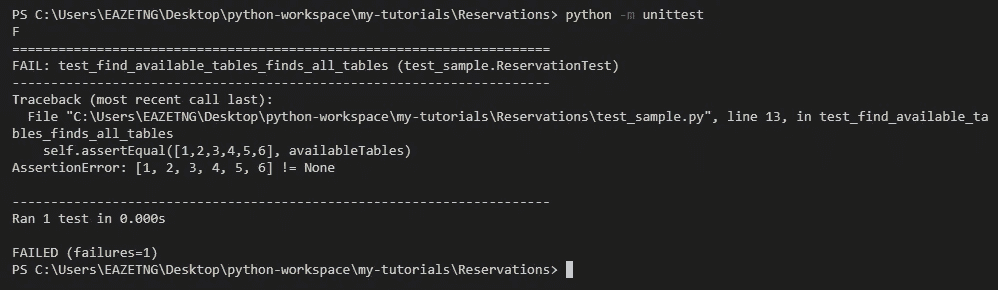 PS C:\Users\EAZETNG\Desktop\python-workspace\my-tutorials\Reservations> python -m unittest
F
======================================================================
FAIL: test_find_available_tables_finds_all_tables (test_sample.ReservationTest)
----------------------------------------------------------------------
Traceback (most recent call last):
  File "C:\Users\EAZETNG\Desktop\python-workspace\my-tutorials\Reservations\test_sample.py", line 13, in test_find_available_ta
bles_finds_all_tables
    self.assertEqual([1,2,3,4,5,6], availableTables)
AssertionError: [1, 2, 3, 4, 5, 6] != None

----------------------------------------------------------------------
Ran 1 test in 0.000s

FAILED (failures=1)
PS C:\Users\EAZETNG\Desktop\python-workspace\my-tutorials\Reservations>